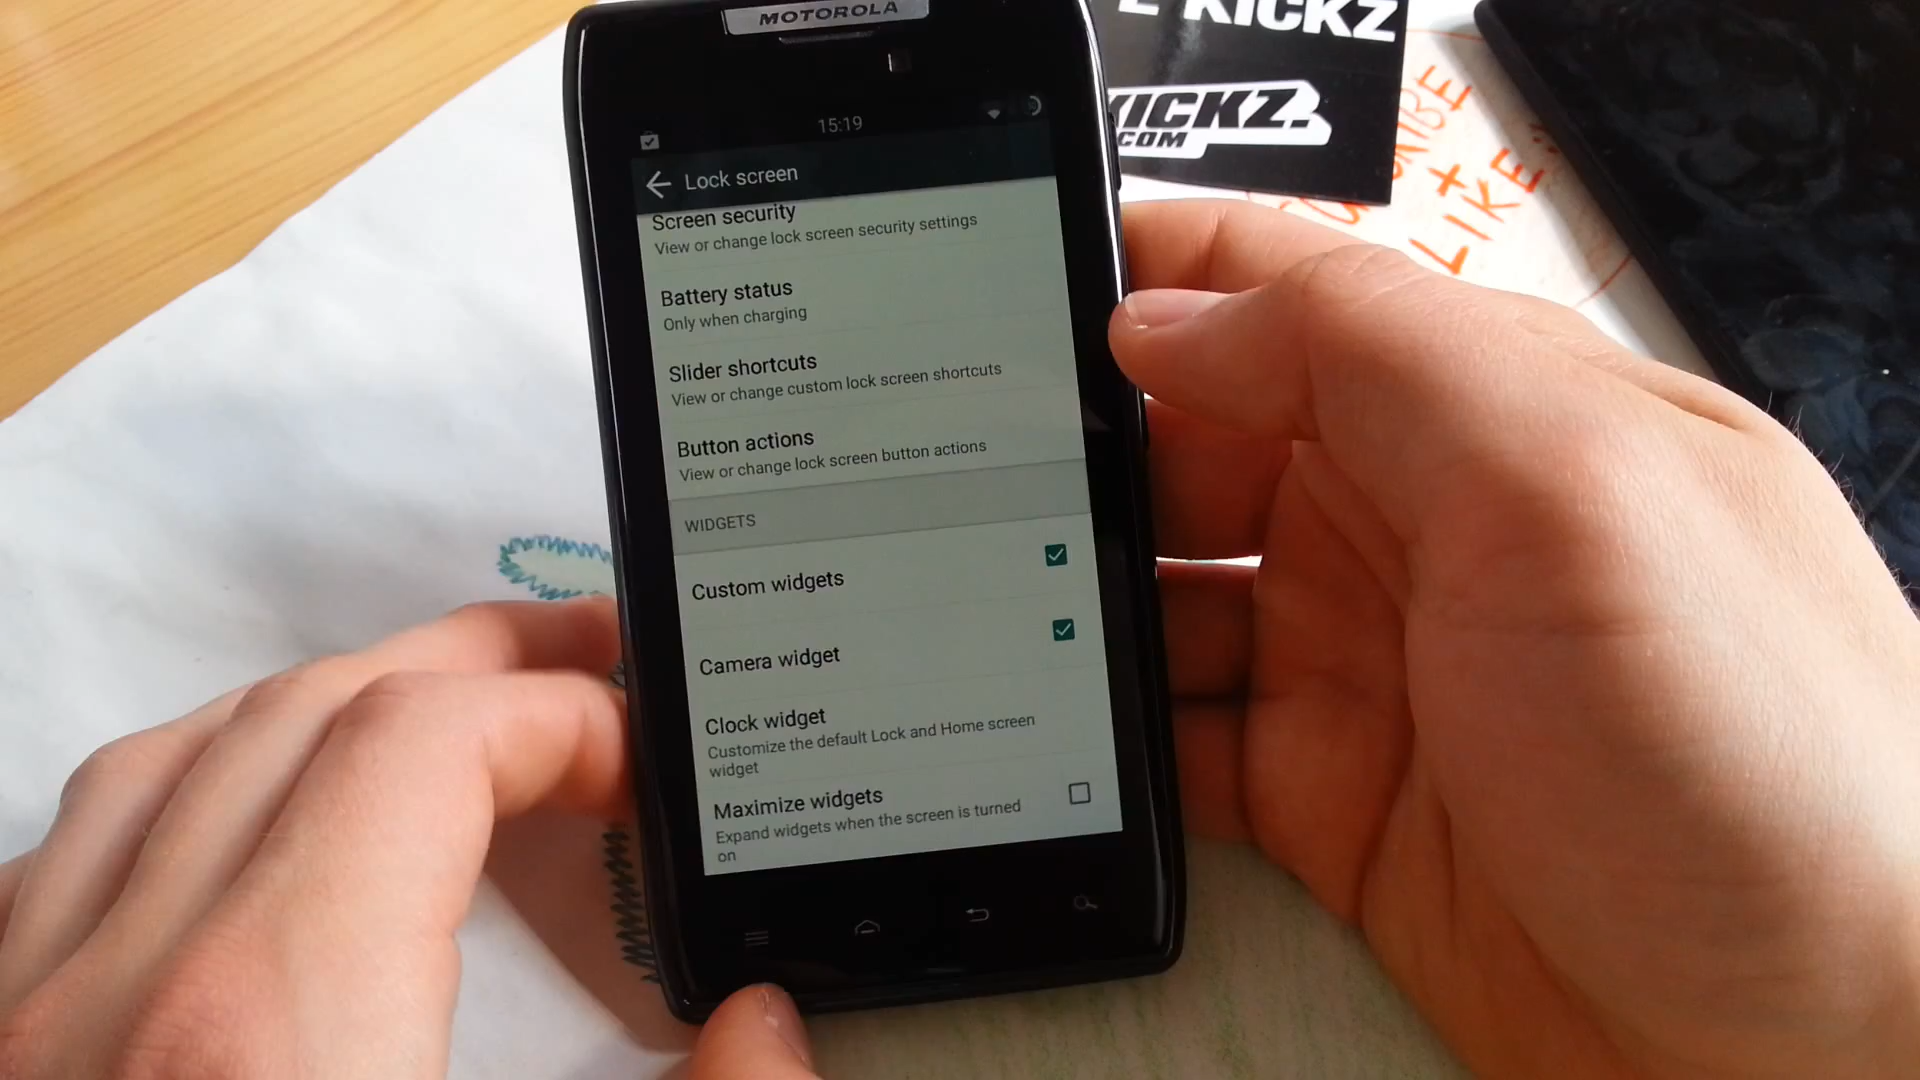 MOTOROLA
KICKZ
KICKZ.
COM
+
LIKE
15:19
Lock screen
Screen security
View or change lock screen security settings
Battery status
Only when charging
Slider shortcuts
View or change custom lock screen shortcuts
Button actions
View or change lock screen button actions
WIDGETS
Custom widgets
Camera widget
Clock widget
Customize the default Lock and Home screen
widget
Maximize widgets
Expand widgets when the screen is turned
on